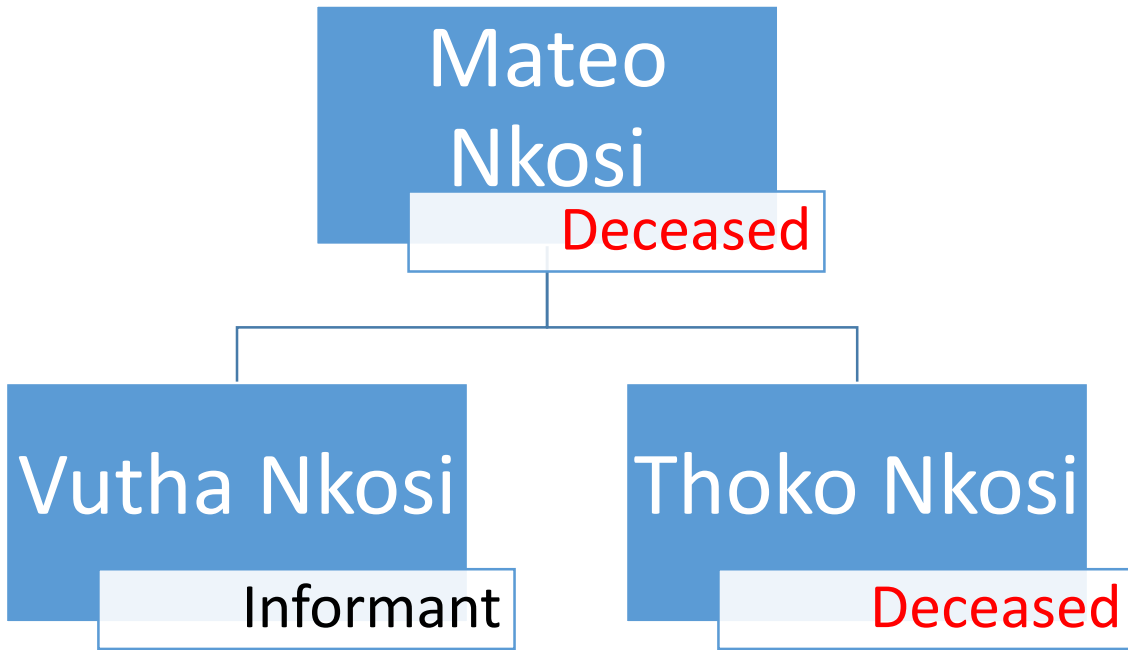 Mateo
Nkosi
Deceased
Vutha Nkosi
Informant
Thoko Nkosi
Deceased